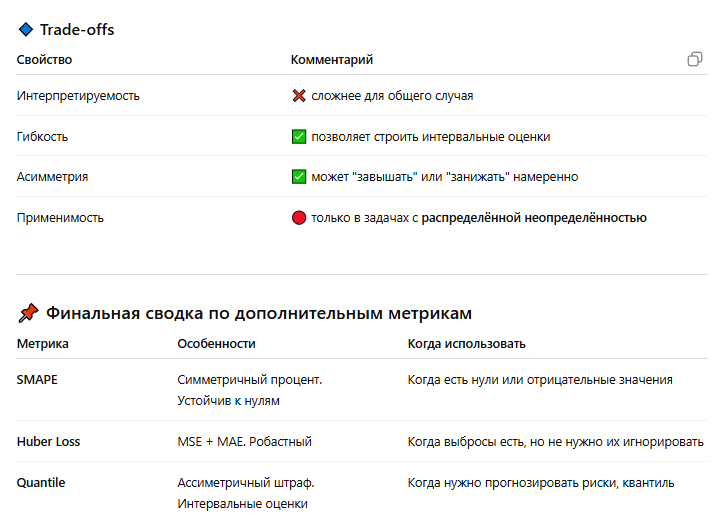 🔷 Trade-offs
Свойство Комментарий
Интерпретируемость ❌ сложнее для общего случая
Гибкость ✅ позволяет строить интервальные оценки
Асимметрия ✅ может "завышать" или "занижать" намеренно
Применимость 🔴 только в задачах с распределённой неопределённостью
📌 Финальная сводка по дополнительным метрикам
Метрика Особенности Когда использовать
SMAPE Симметричный процент. Когда есть нули или отрицательные значения
Устойчив к нулям
Huber Loss MSE + MAE. Робастный Когда выбросы есть, но не нужно их игнорировать
Quantile Ассиметричный штраф. Когда нужно прогнозировать риски, квантиль
Интервальные оценки